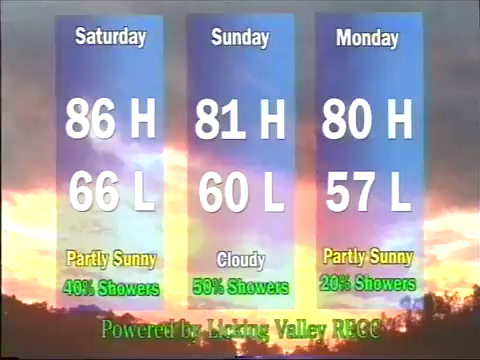 Saturday
86 H
66 L
Partly Sunny
40% Showers
Sunday
81 H
60 L
Cloudy
50% Showers
Monday
80 H
57 L
Partly Sunny
20% Showers
Powered by Licking Valley RECC